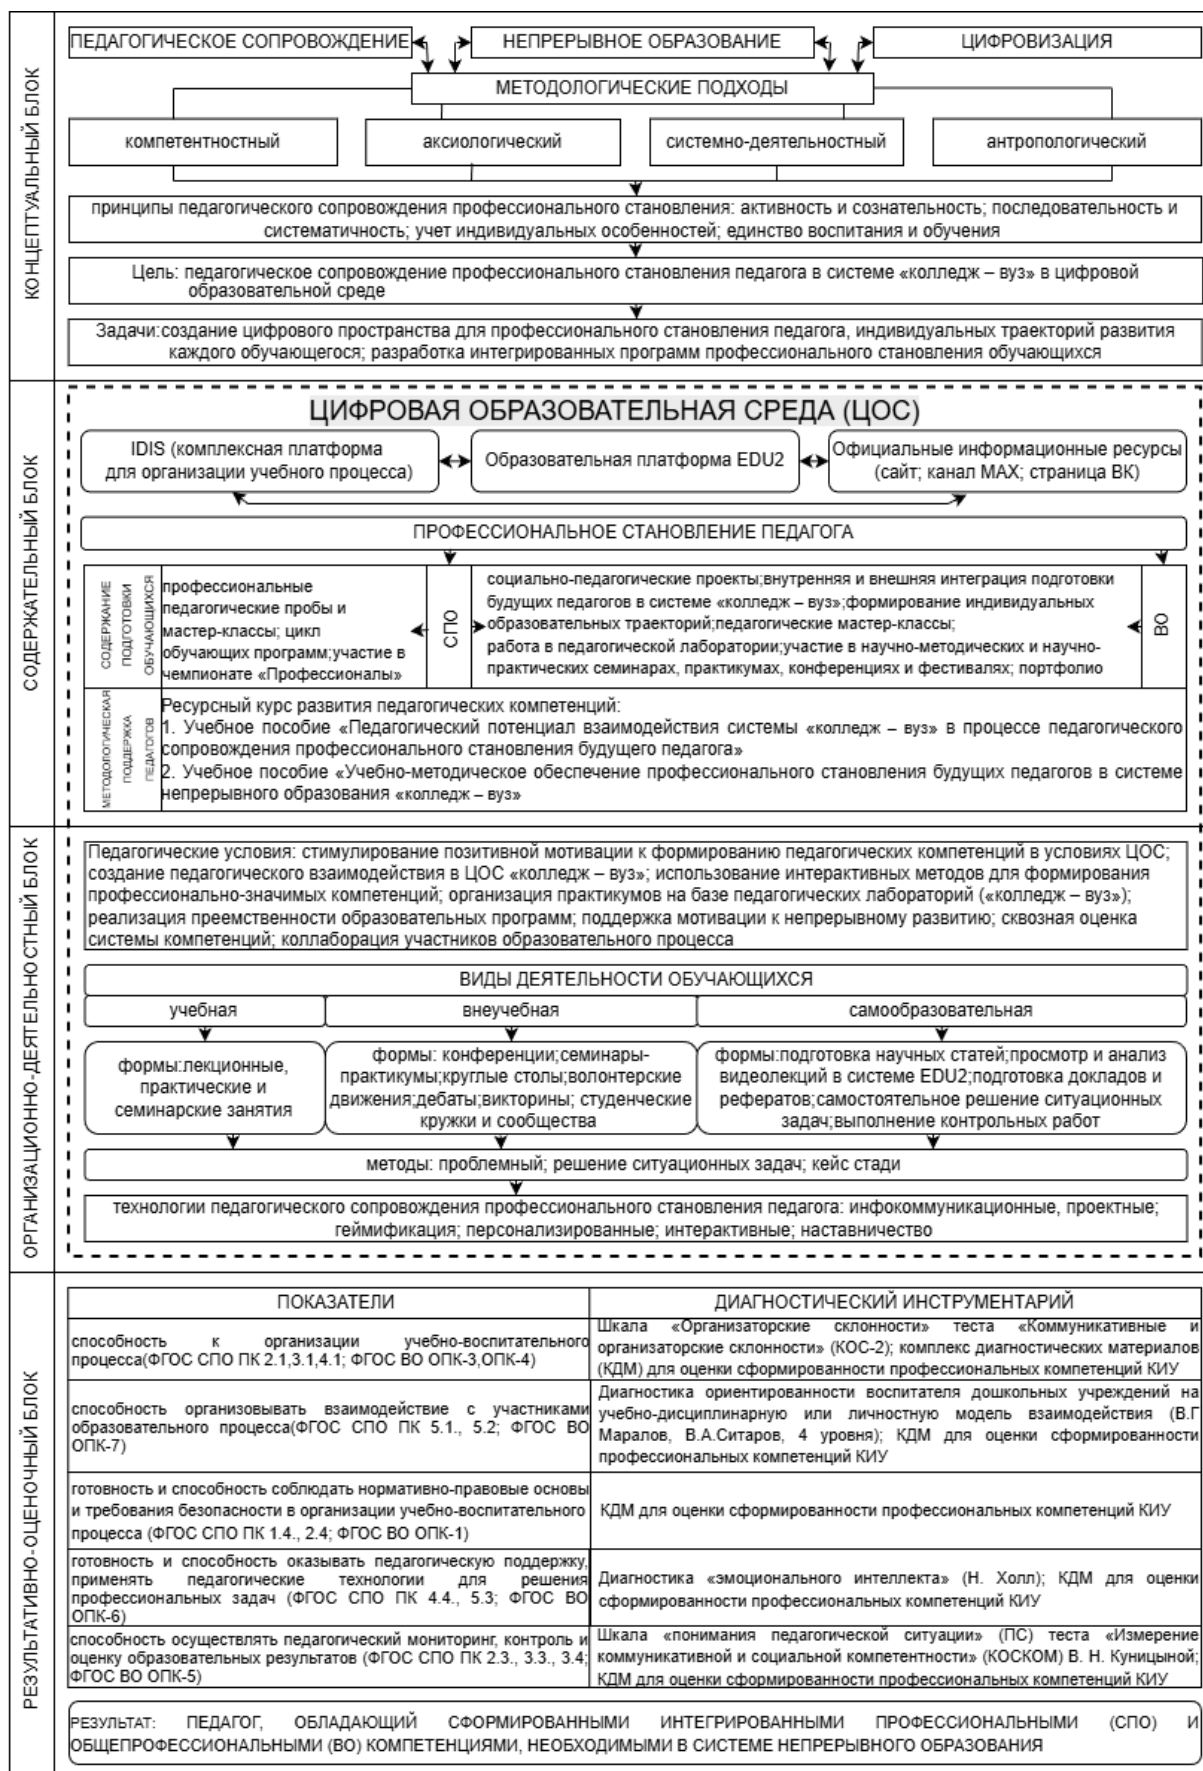 КОНЦЕПТУАЛЬНЫЙ БЛОК
ПЕДАГОГИЧЕСКОЕ СОПРОВОЖДЕНИЕ
НЕПРЕРЫВНОЕ ОБРАЗОВАНИЕ
ЦИФРОВИЗАЦИЯ
МЕТОДОЛОГИЧЕСКИЕ ПОДХОДЫ
компетентностный
аксиологический
системно-деятельностный
антропологический
принципы педагогического сопровождения профессионального становления: активность и сознательность; последовательность и
систематичность; учет индивидуальных особенностей; единство воспитания и обучения
Цель: педагогическое сопровождение профессионального становления педагога в системе «колледж – вуз» в цифровой
образовательной среде
Задачи:создание цифрового пространства для профессионального становления педагога, индивидуальных траекторий развития
каждого обучающегося; разработка интегрированных программ профессионального становления обучающихся
СОДЕРЖАТЕЛЬНЫЙ БЛОК
ЦИФРОВАЯ ОБРАЗОВАТЕЛЬНАЯ СРЕДА (ЦОС)
IDIS (комплексная платформа
для организации учебного процесса)
Образовательная платформа EDU2
Официальные информационные ресурсы
(сайт; канал MAX; страница ВК)
ПРОФЕССИОНАЛЬНОЕ СТАНОВЛЕНИЕ ПЕДАГОГА
СОДЕРЖАНИЕ
ПОДГОТОВКИ
ОБУЧАЮЩИХСЯ
профессиональные
педагогические пробы и
мастер-классы; цикл
обучающих программ;участие в
чемпионате «Профессионалы»
СПО
социально-педагогические проекты;внутренняя и внешняя интеграция подготовки
будущих педагогов в системе «колледж – вуз»;формирование индивидуальных
образовательных траекторий;педагогические мастер-классы;
работа в педагогической лаборатории;участие в научно-методических и научно-
практических семинарах, практикумах, конференциях и фестивалях; портфолио
ВО
МЕТОДОЛОГИЧЕСКАЯ
ПОДДЕРЖКА
ПЕДАГОГОВ
Ресурсный курс развития педагогических компетенций:
1. Учебное пособие «Педагогический потенциал взаимодействия системы «колледж – вуз» в процессе педагогического
сопровождения профессионального становления будущего педагога»
2. Учебное пособие «Учебно-методическое обеспечение профессионального становления будущих педагогов в системе
непрерывного образования «колледж – вуз»
ОРГАНИЗАЦИОННО-ДЕЯТЕЛЬНОСТНЫЙ БЛОК
Педагогические условия: стимулирование позитивной мотивации к формированию педагогических компетенций в условиях ЦОС;
создание педагогического взаимодействия в ЦОС «колледж – вуз»; использование интерактивных методов для формирования
профессионально-значимых компетенций; организация практикумов на базе педагогических лабораторий («колледж – вуз»);
реализация преемственности образовательных программ; поддержка мотивации к непрерывному развитию; сквозная оценка
системы компетенций; коллаборация участников образовательного процесса
ВИДЫ ДЕЯТЕЛЬНОСТИ ОБУЧАЮЩИХСЯ
учебная
внеучебная
самообразовательная
формы:лекционные,
практические и
семинарские занятия
формы: конференции;семинары-
практикумы;круглые столы;волонтерские
движения;дебаты;викторины; студенческие
кружки и сообщества
формы:подготовка научных статей;просмотр и анализ
видеолекций в системе EDU2;подготовка докладов и
рефератов;самостоятельное решение ситуационных
задач;выполнение контрольных работ
методы: проблемный; решение ситуационных задач; кейс стади
технологии педагогического сопровождения профессионального становления педагога: инфокоммуникационные, проектные;
геймификация; персонализированные; интерактивные; наставничество
РЕЗУЛЬТАТИВНО-ОЦЕНОЧНЫЙ БЛОК
ПОКАЗАТЕЛИ
ДИАГНОСТИЧЕСКИЙ ИНСТРУМЕНТАРИЙ
способность к организации учебно-воспитательного
процесса(ФГОС СПО ПК 2.1,3.1,4.1; ФГОС ВО ОПК-3,ОПК-4)
Шкала «Организаторские склонности» теста «Коммуникативные и
организаторские склонности» (КОС-2); комплекс диагностических материалов
(КДМ) для оценки сформированности профессиональных компетенций КИУ
способность организовывать взаимодействие с участниками
образовательного процесса(ФГОС СПО ПК 5.1., 5.2; ФГОС ВО
ОПК-7)
Диагностика ориентированности воспитателя дошкольных учреждений на
учебно-дисциплинарную или личностную модель взаимодействия (В.Г
Маралов, В.А.Ситаров, 4 уровня); КДМ для оценки сформированности
профессиональных компетенций КИУ
готовность и способность соблюдать нормативно-правовые основы
и требования безопасности в организации учебно-воспитательного
процесса (ФГОС СПО ПК 1.4., 2.4; ФГОС ВО ОПК-1)
КДМ для оценки сформированности профессиональных компетенций КИУ
готовность и способность оказывать педагогическую поддержку,
применять педагогические технологии для решения
профессиональных задач (ФГОС СПО ПК 4.4., 5.3; ФГОС ВО
ОПК-6)
Диагностика «эмоционального интеллекта» (Н. Холл); КДМ для оценки
сформированности профессиональных компетенций КИУ
способность осуществлять педагогический мониторинг, контроль и
оценку образовательных результатов (ФГОС СПО ПК 2.3., 3.3., 3.4;
ФГОС ВО ОПК-5)
Шкала «понимания педагогической ситуации» (ПС) теста «Измерение
коммуникативной и социальной компетентности» (КОСКОМ) В. Н. Куницыной;
КДМ для оценки сформированности профессиональных компетенций КИУ
РЕЗУЛЬТАТ: ПЕДАГОГ, ОБЛАДАЮЩИЙ СФОРМИРОВАННЫМИ ИНТЕГРИРОВАННЫМИ ПРОФЕССИОНАЛЬНЫМИ (СПО) И
ОБЩЕПРОФЕССИОНАЛЬНЫМИ (ВО) КОМПЕТЕНЦИЯМИ, НЕОБХОДИМЫМИ В СИСТЕМЕ НЕПРЕРЫВНОГО ОБРАЗОВАНИЯ